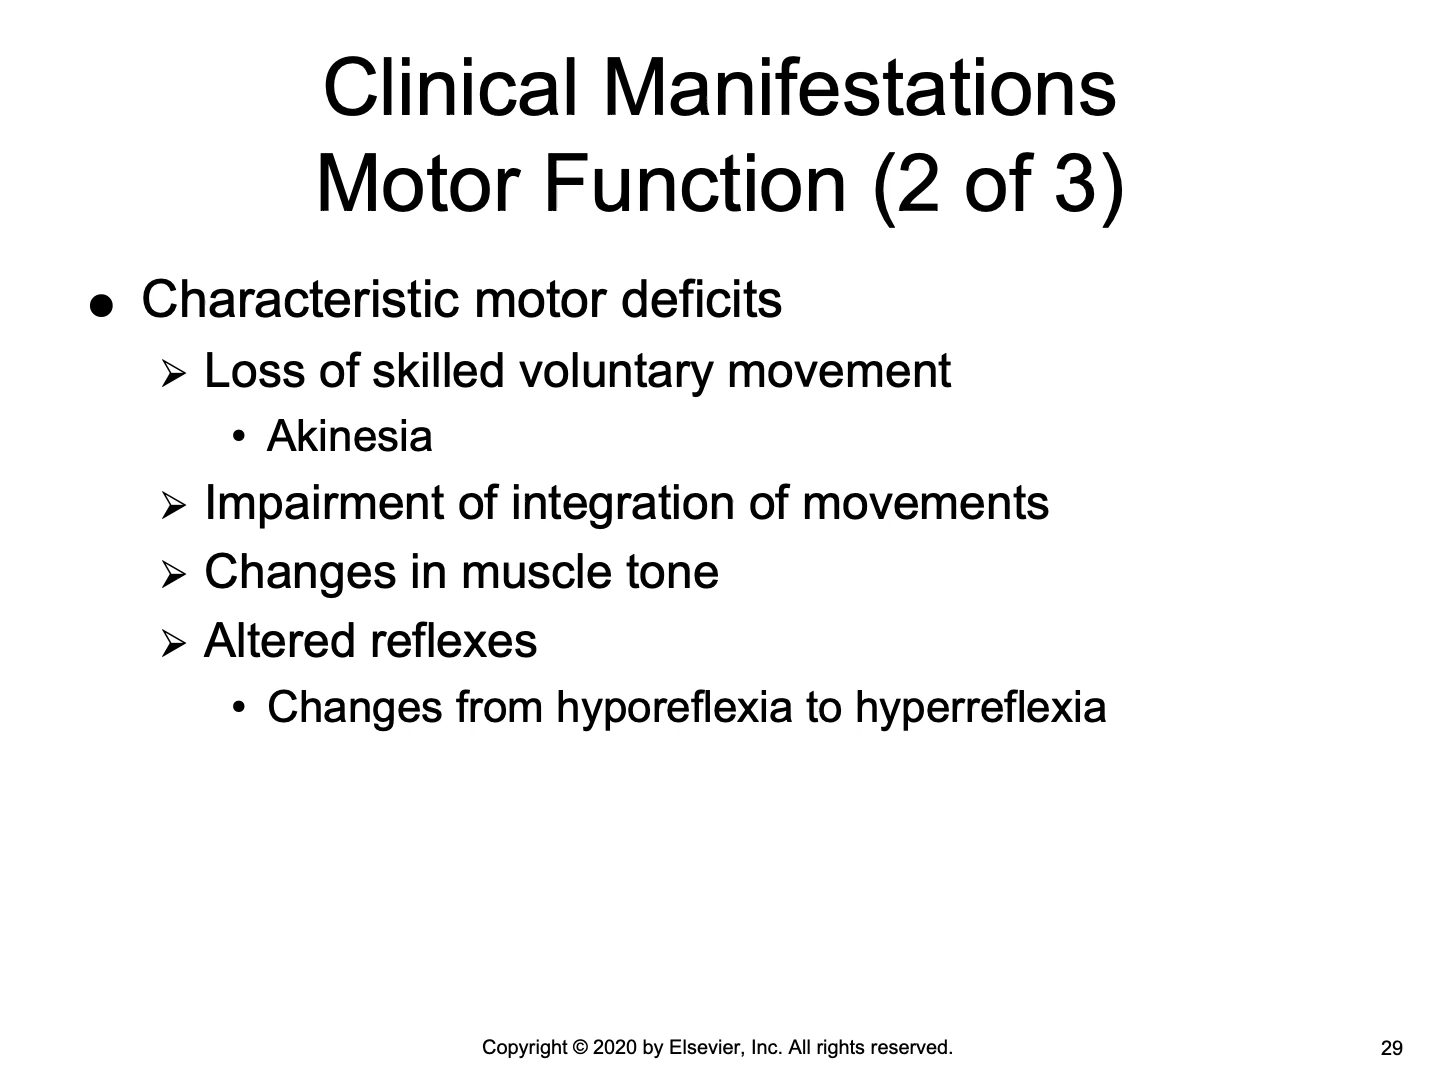 Clinical Manifestations
Motor Function (2 of 3)
● Characteristic motor deficits
➢ Loss of skilled voluntary movement
• Akinesia
➢ Impairment of integration of movements
➢ Changes in muscle tone
➢ Altered reflexes
• Changes from hyporeflexia to hyperreflexia
Copyright © 2020 by Elsevier, Inc. All rights reserved.
29